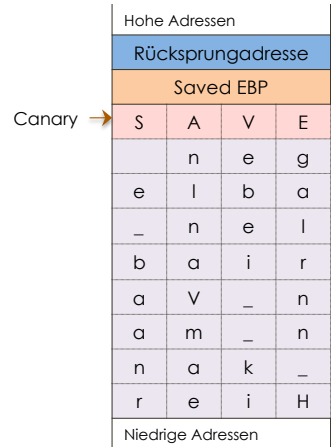 Hohe Adressen
Rücksprungadresse
Saved EBP
Canary S A V E
n e g
e l b a
_ n e l
b a i r
a V _ n
a m _ n
n a k _
r e i H
Niedrige Adressen